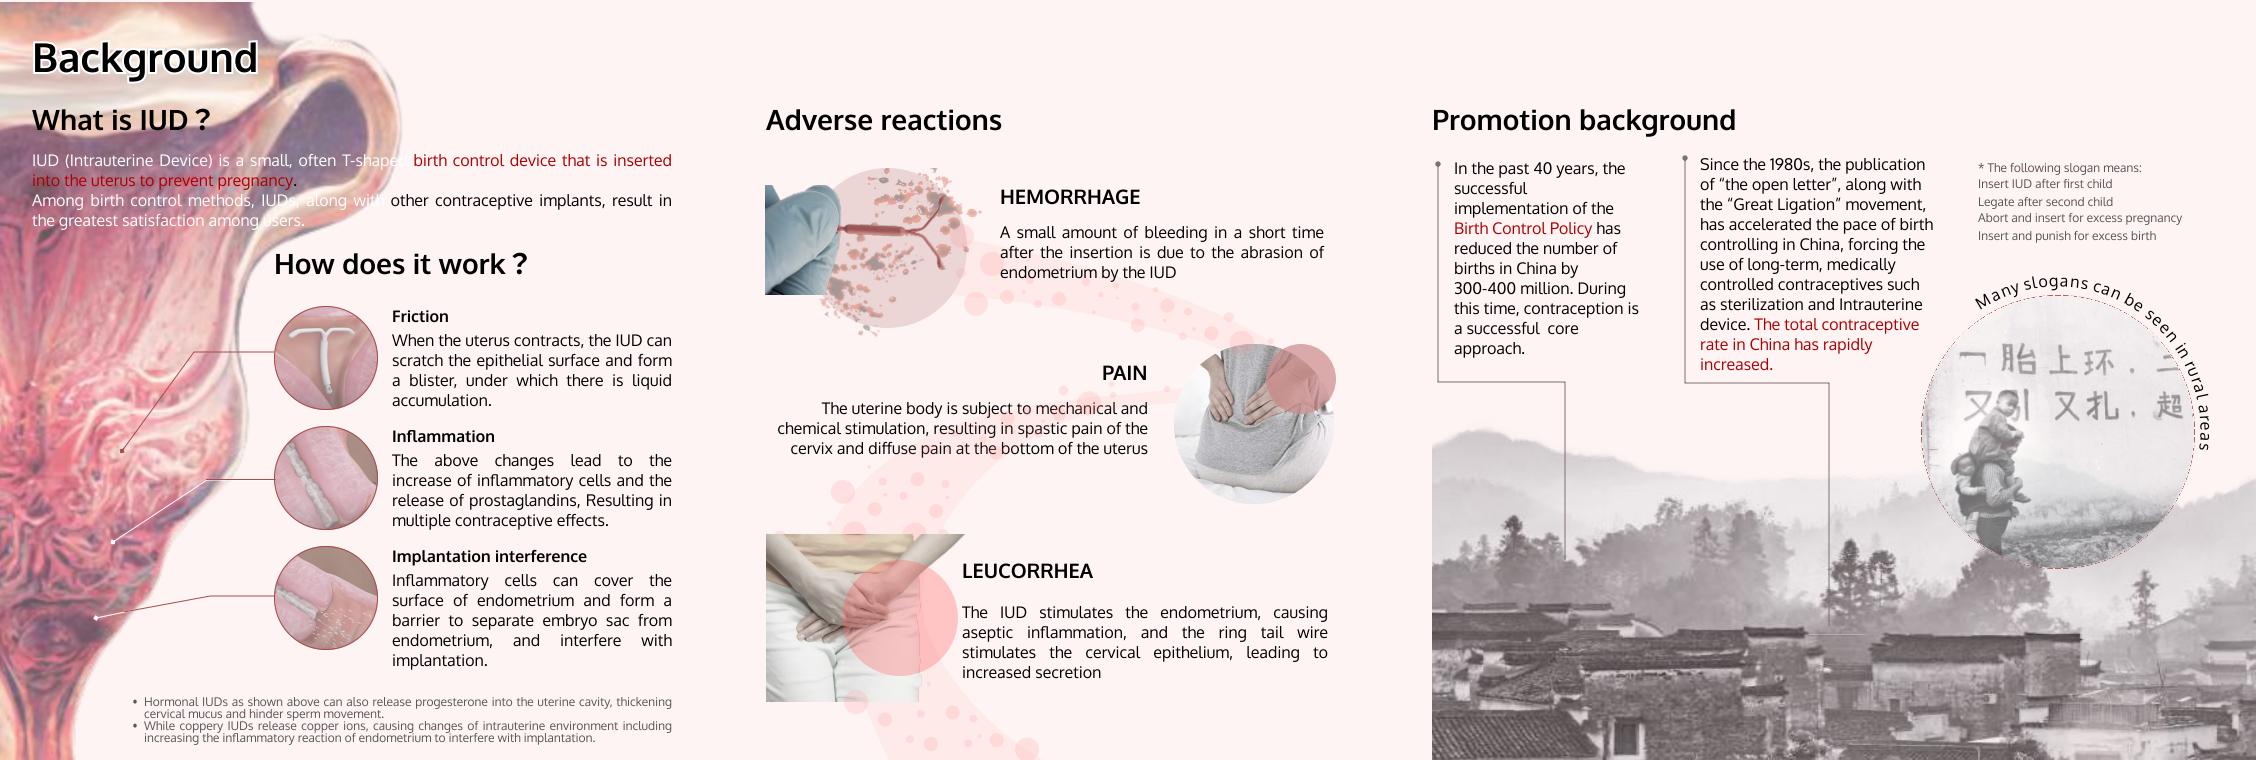 Background
What is IUD ?
IUD (Intrauterine Device) is a small, often T-shaped birth control device that is inserted
into the uterus to prevent pregnancy.
Among birth control methods, IUDs, along with other contraceptive implants, result in
the greatest satisfaction among users.
How does it work ?
Friction
When the uterus contracts, the IUD can
scratch the epithelial surface and form
a blister, under which there is liquid
accumulation.
Inflammation
The above changes lead to the
increase of inflammatory cells and the
release of prostaglandins, Resulting in
multiple contraceptive effects.
Implantation interference
Inflammatory cells can cover the
surface of endometrium and form a
barrier to separate embryo sac from
endometrium, and interfere with
implantation.
• Hormonal IUDs as shown above can also release progesterone into the uterine cavity, thickening
cervical mucus and hinder sperm movement.
• While coppery IUDs release copper ions, causing changes of intrauterine environment including
increasing the inflammatory reaction of endometrium to interfere with implantation.
Adverse reactions
HEMORRHAGE
A small amount of bleeding in a short time
after the insertion is due to the abrasion of
endometrium by the IUD
PAIN
The uterine body is subject to mechanical and
chemical stimulation, resulting in spastic pain of the
cervix and diffuse pain at the bottom of the uterus
LEUCORRHEA
The IUD stimulates the endometrium, causing
aseptic inflammation, and the ring tail wire
stimulates the cervical epithelium, leading to
increased secretion
Promotion background
In the past 40 years, the
successful
implementation of the
Birth Control Policy has
reduced the number of
births in China by
300-400 million. During
this time, contraception is
a successful core
approach.
Since the 1980s, the publication
of “the open letter”, along with
the “Great Ligation” movement,
has accelerated the pace of birth
controlling in China, forcing the
use of long-term, medically
controlled contraceptives such
as sterilization and Intrauterine
device. The total contraceptive
rate in China has rapidly
increased.
* The following slogan means:
Insert IUD after first child
Legate after second child
Abort and insert for excess pregnancy
Insert and punish for excess birth
Many slogans can be seen in rural areas
一胎上环．二
又引又扎．超